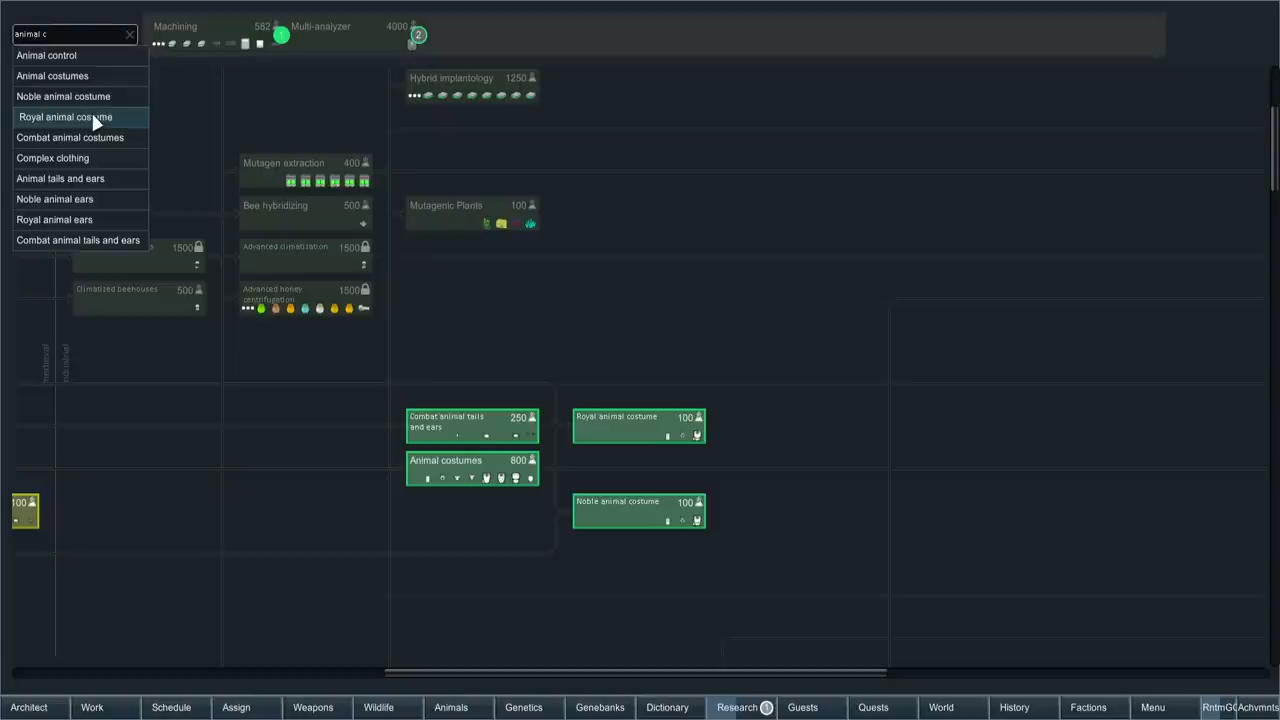 animal c
Machining 582
1
Multi-analyzer 4000
2
Animal control
Animal costumes
Noble animal costume
Royal animal costume
Combat animal costumes
Complex clothing
Animal tails and ears
Noble animal ears
Royal animal ears
Combat animal tails and ears
Hybrid implantology 1250
Mutagen extraction 400
Bee hybridizing 500
Mutagenic Plants 100
1500
Advanced climatization 1500
Climatized beehouses 500
Advanced honey 1500
centrifugation
medieval
industrial
Combat animal tails 250
and ears
Royal animal costume 100
Animal costumes 800
100
Noble animal costume 100
Architect Work Schedule Assign Weapons Wildlife Animals Genetics Genebanks Dictionary Research 1 Guests Quests World History Factions Menu RntmGC Achvmnts